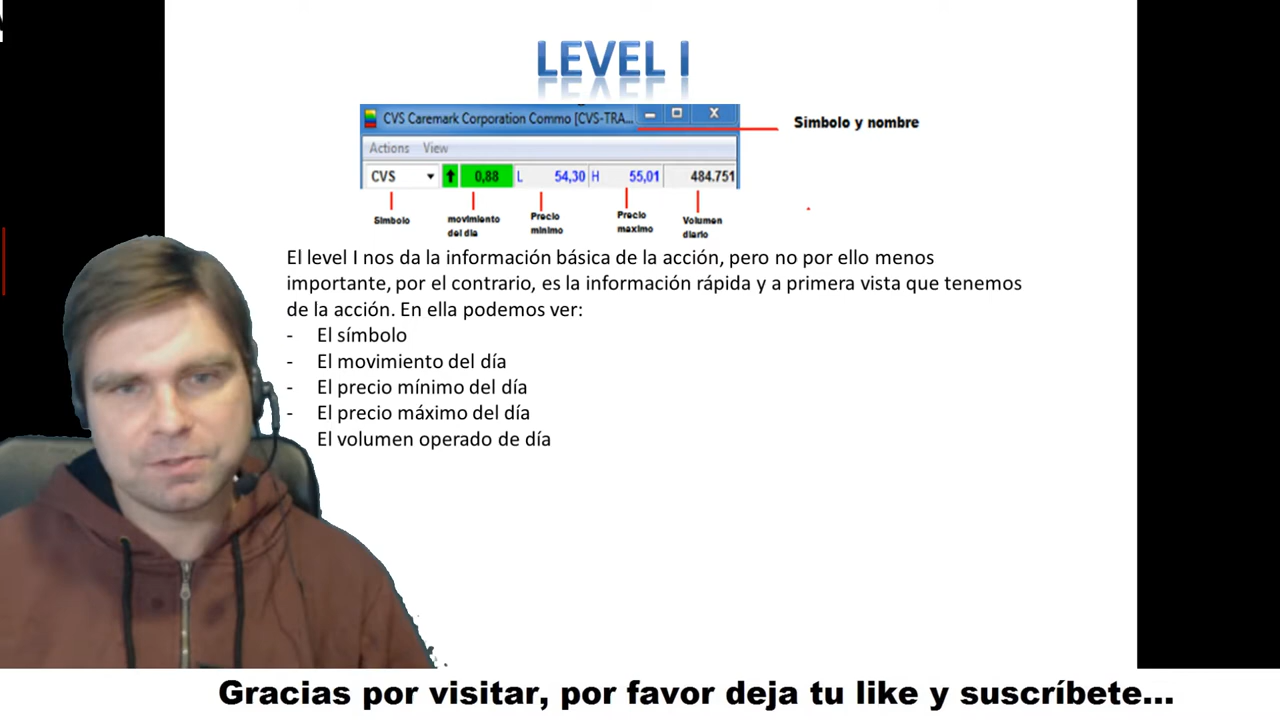 LEVEL I
CVS Caremark Corporation Commo [CVS-TRA...
Simbolo y nombre
Actions View
CVS 0,88 L 54,30 H 55,01 484.751
Simbolo
movimiento del dia
Precio minimo
Precio maximo
Volumen diario
El level I nos da la información básica de la acción, pero no por ello menos
importante, por el contrario, es la información rápida y a primera vista que tenemos
de la acción. En ella podemos ver:
- El símbolo
- El movimiento del día
- El precio mínimo del día
- El precio máximo del día
El volumen operado de día
Gracias por visitar, por favor deja tu like y suscríbete...